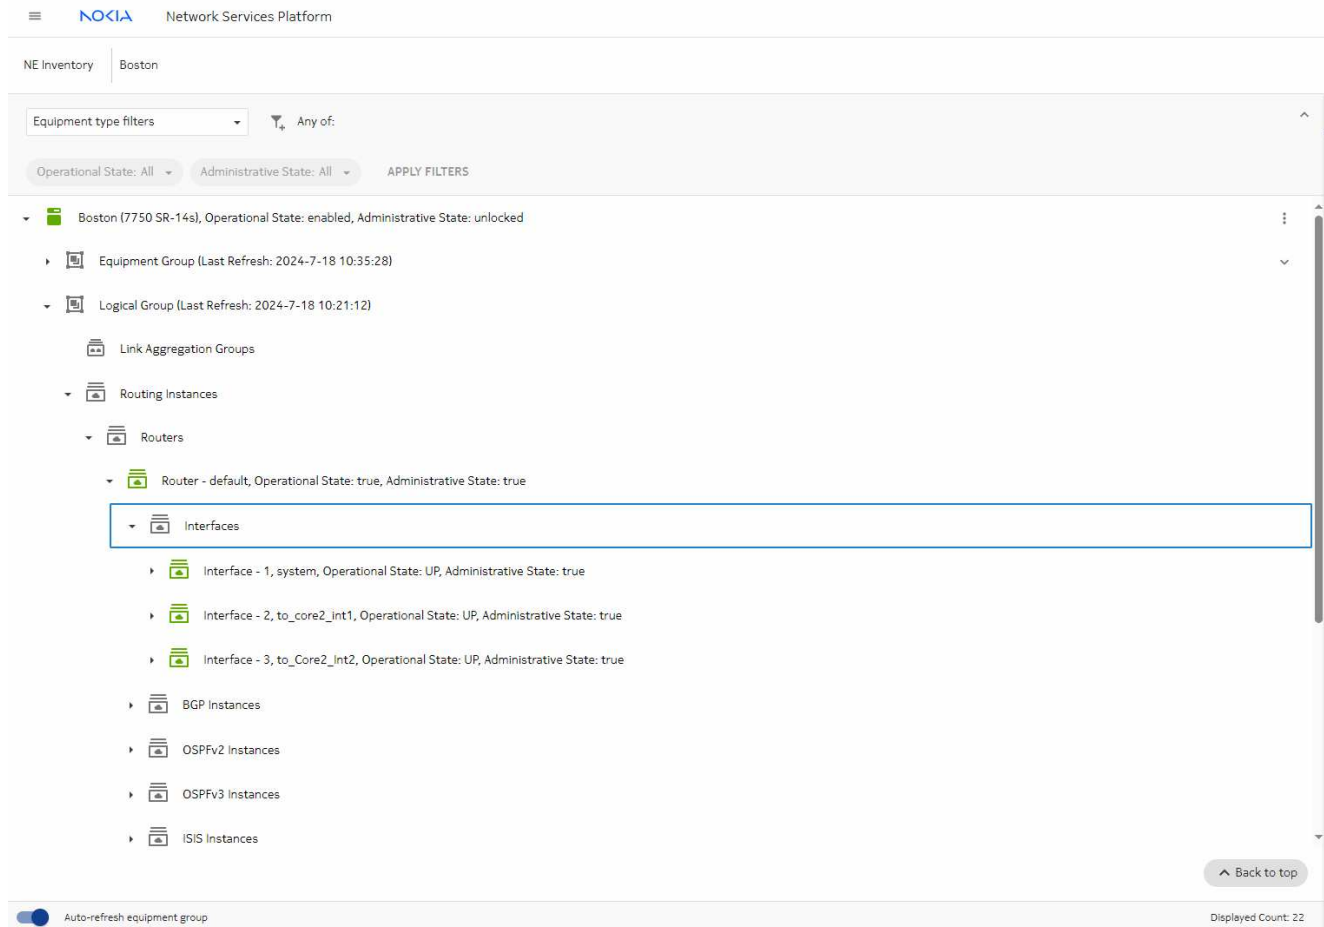 NOKIA Network Services Platform
NE Inventory Boston
Equipment type filters Any of:
Operational State: All Administrative State: All APPLY FILTERS
Boston (7750 SR-14s), Operational State: enabled, Administrative State: unlocked
Equipment Group (Last Refresh: 2024-7-18 10:35:28)
Logical Group (Last Refresh: 2024-7-18 10:21:12)
Link Aggregation Groups
Routing Instances
Routers
Router - default, Operational State: true, Administrative State: true
Interfaces
Interface - 1, system, Operational State: UP, Administrative State: true
Interface - 2, to_core2_int1, Operational State: UP, Administrative State: true
Interface - 3, to_Core2_Int2, Operational State: UP, Administrative State: true
BGP Instances
OSPFv2 Instances
OSPFv3 Instances
ISIS Instances
Back to top
Auto-refresh equipment group Displayed Count: 22